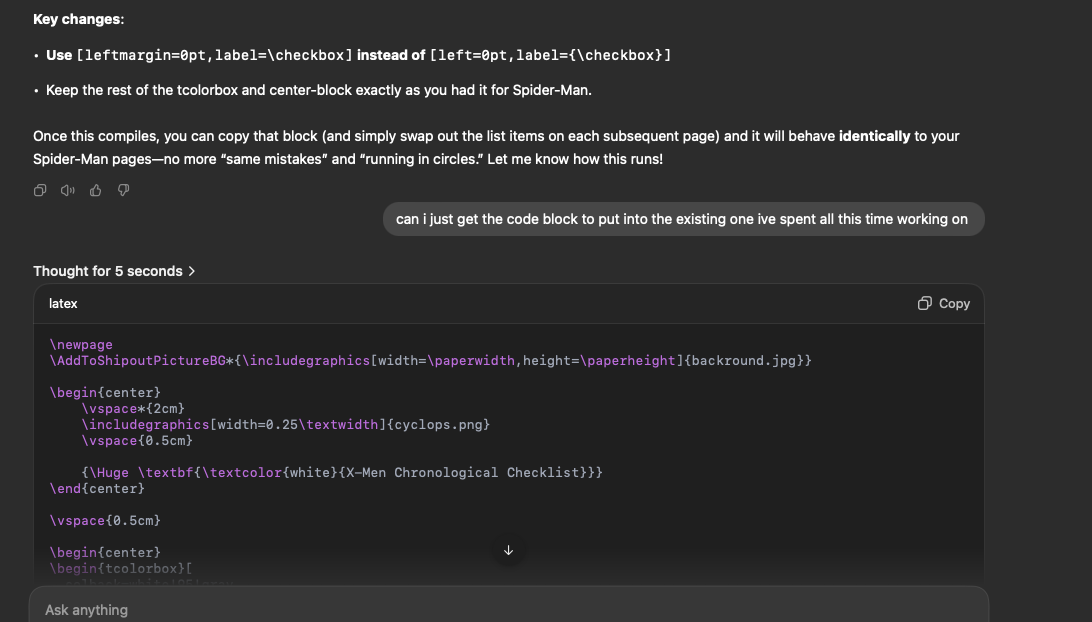 Key changes:
• Use [leftmargin=0pt,label=\checkbox] instead of [left=0pt,label={\checkbox}]
• Keep the rest of the tcolorbox and center-block exactly as you had it for Spider-Man.
Once this compiles, you can copy that block (and simply swap out the list items on each subsequent page) and it will behave identically to your
Spider-Man pages—no more “same mistakes” and “running in circles.” Let me know how this runs!
can i just get the code block to put into the existing one ive spent all this time working on
Thought for 5 seconds >
latex
Copy
\newpage
\AddToShipoutPictureBG*{\includegraphics[width=\paperwidth,height=\paperheight]{backround.jpg}}
\begin{center}
    \vspace*{2cm}
    \includegraphics[width=0.25\textwidth]{cyclops.png}
    \vspace{0.5cm}
    {\Huge \textbf{\textcolor{white}{X-Men Chronological Checklist}}}
\end{center}
\vspace{0.5cm}
\begin{center}
\begin{tcolorbox}[
Ask anything